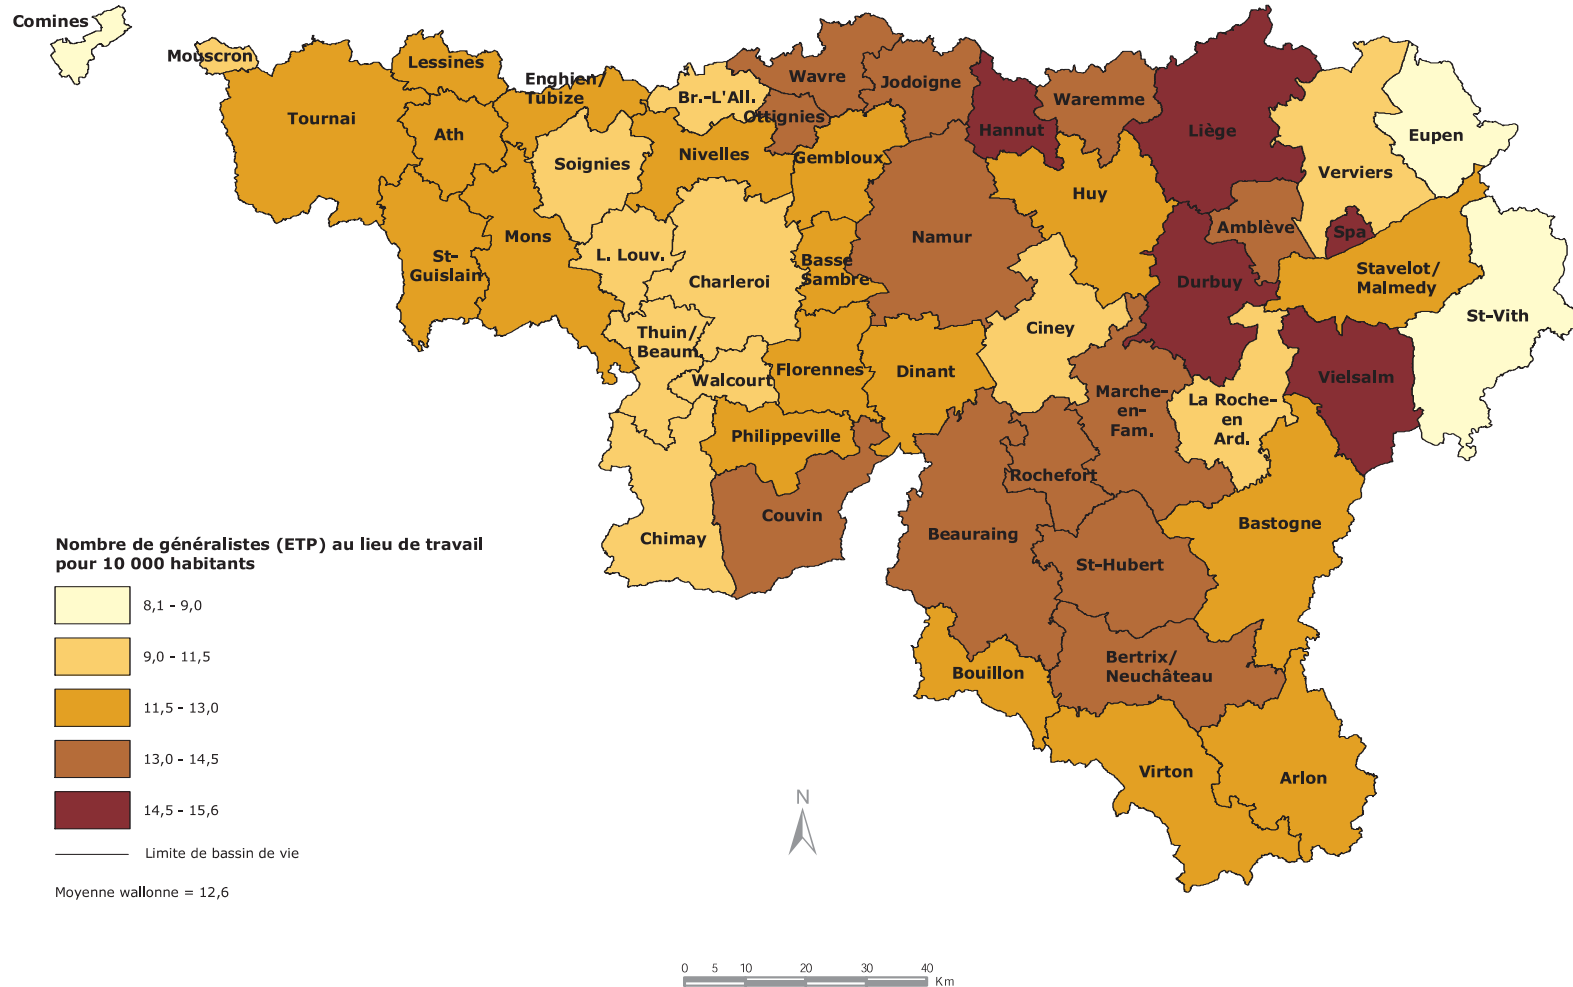 Comines
Mouscron
Lessines
Tournai
Ath
Enghien/
Tubize
Br.-L'All.
Wavre
Jodoigne
Ottignies
Hannut
Waremme
Liège
Eupen
Verviers
Soignies
Nivelles
Gembloux
Huy
Namur
Amblève
Spa
Mons
St-
Guislain
L. Louv.
Charleroi
Basse
Sambre
Durbuy
Stavelot/
Malmedy
St-Vith
Thuin/
Beaum.
Ciney
Walcourt
Florennes
Dinant
Marche-
en-
Fam.
La Roche-
en
Ard.
Vielsalm
Philippeville
Rochefort
Couvin
Chimay
Beauraing
Bastogne
St-Hubert
Bouillon
Bertrix/
Neuchâteau
Virton
Arlon
Nombre de généralistes (ETP) au lieu de travail
pour 10 000 habitants
8,1 - 9,0
9,0 - 11,5
11,5 - 13,0
13,0 - 14,5
14,5 - 15,6
Limite de bassin de vie
Moyenne wallonne = 12,6
N
0 5 10 20 30 40
Km